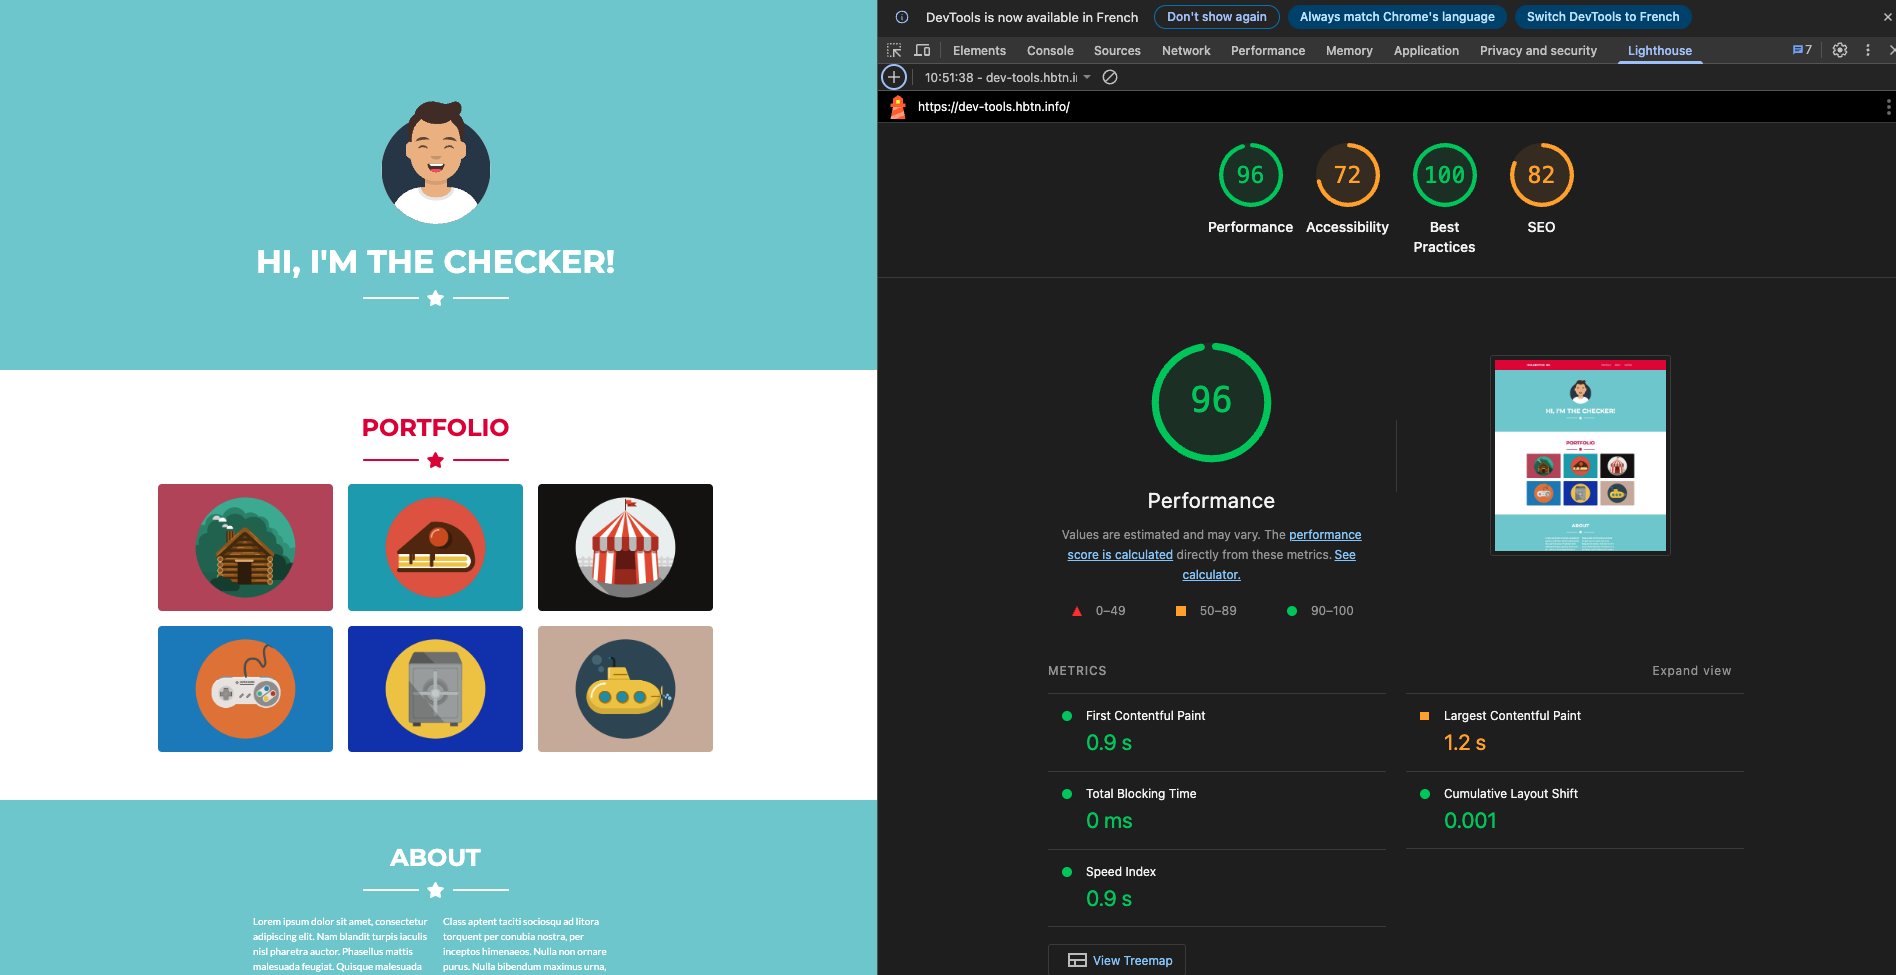 HI, I'M THE CHECKER!
PORTFOLIO
ABOUT
Lorem ipsum dolor sit amet, consectetur
adipiscing elit. Nam blandit turpis iaculis
nisl pharetra auctor. Phasellus mattis
malesuada feugiat. Quisque malesuada
Class aptent taciti sociosqu ad litora
torquent per conubia nostra, per
inceptos himenaeos. Nulla non ornare
purus. Nulla bibendum maximus urna,
DevTools is now available in French
Don't show again
Always match Chrome's language
Switch DevTools to French
Elements Console Sources Network Performance Memory Application Privacy and security Lighthouse 7
10:51:38 - dev-tools.hbtn.i
https://dev-tools.hbtn.info/
96 72 100 82
Performance Accessibility Best Practices SEO
96
Performance
Values are estimated and may vary. The performance
score is calculated directly from these metrics. See
calculator.
0–49 50–89 90–100
HI, I'M THE CHECKER!
PORTFOLIO
ABOUT
METRICS
Expand view
First Contentful Paint
0.9 s
Largest Contentful Paint
1.2 s
Total Blocking Time
0 ms
Cumulative Layout Shift
0.001
Speed Index
0.9 s
View Treemap